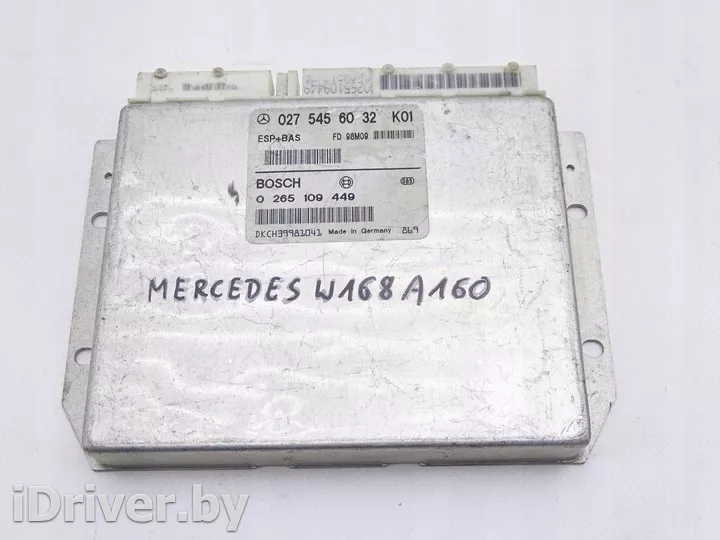 027 545 60 32 K01
ESP+BAS FD 98M09
BOSCH
0 265 109 449
DKCH39981041 Made in Germany 869
MERCEDES W168 A160
iDriver.by